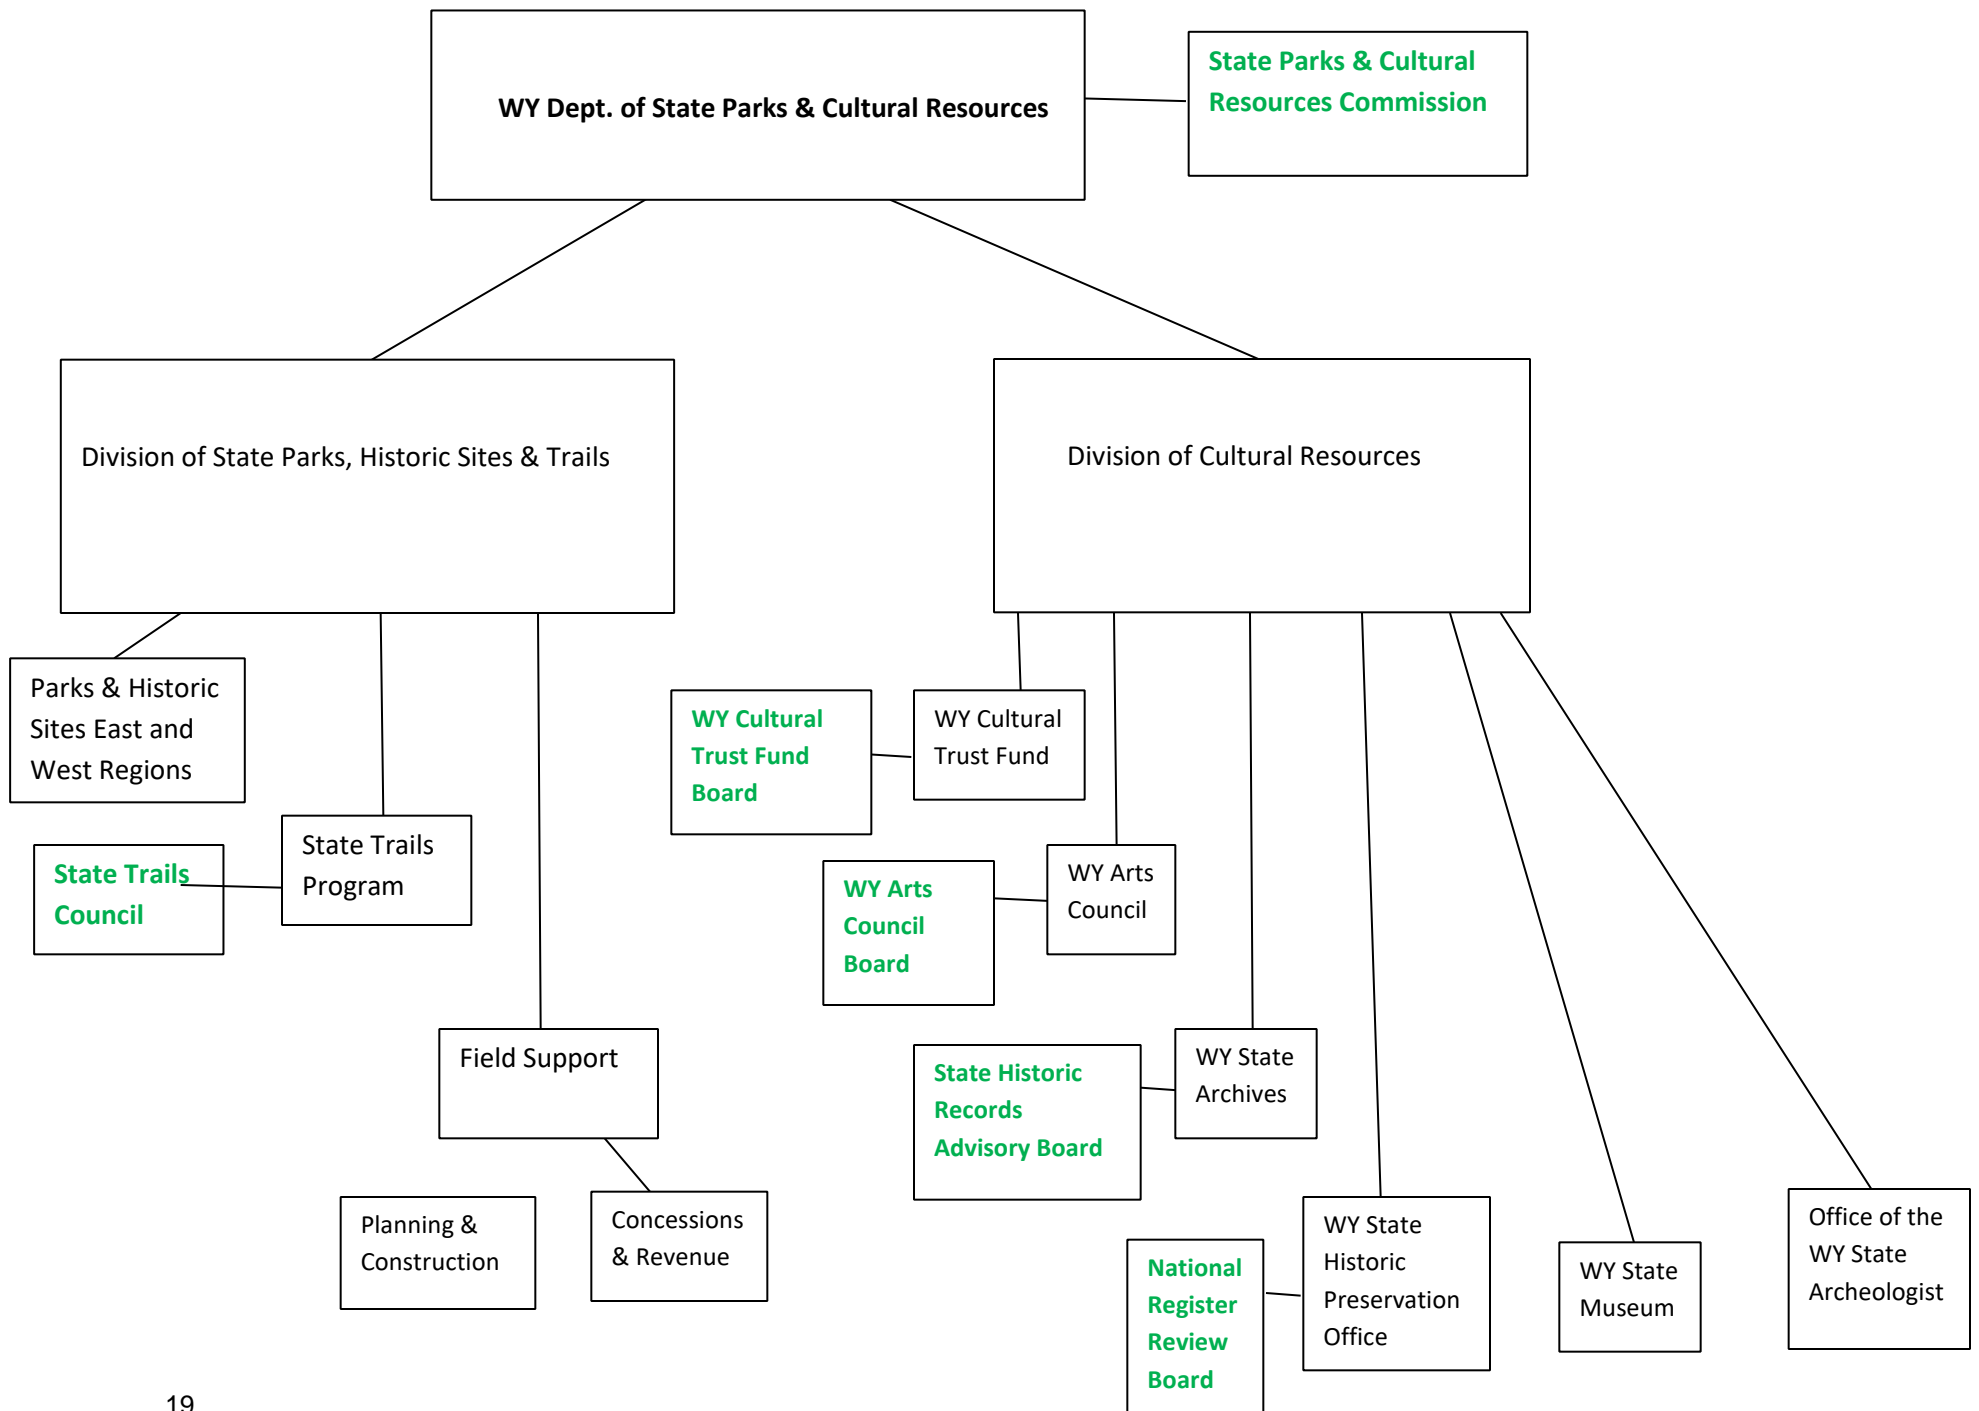 WY Dept. of State Parks & Cultural Resources
State Parks & Cultural
Resources Commission
Division of State Parks, Historic Sites & Trails
Division of Cultural Resources
Parks & Historic
Sites East and
West Regions
State Trails
Council
State Trails
Program
Field Support
Planning &
Construction
Concessions
& Revenue
WY Cultural
Trust Fund
Board
WY Cultural
Trust Fund
WY Arts
Council
Board
WY Arts
Council
State Historic
Records
Advisory Board
WY State
Archives
National
Register
Review
Board
WY State
Historic
Preservation
Office
WY State
Museum
Office of the
WY State
Archeologist
19